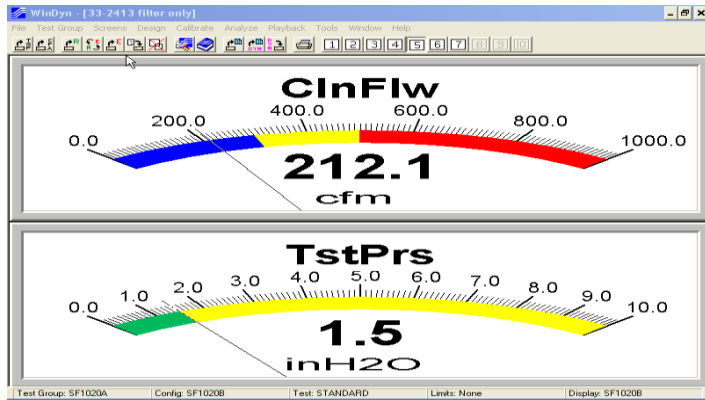 WinDyn - [33-2413 filter only]
File Test Group Screens Design Calibrate Analyze Playback Tools Window Help
1 2 3 4 5 6 7 8 9 10
ClnFlw
0.0 200.0 400.0 600.0 800.0 1000.0
212.1
cfm
TstPrs
0.0 1.0 2.0 3.0 4.0 5.0 6.0 7.0 8.0 9.0 10.0
1.5
inH2O
Test Group: SF1020A Config: SF1020B Test: STANDARD Limits: None Display: SF1020B